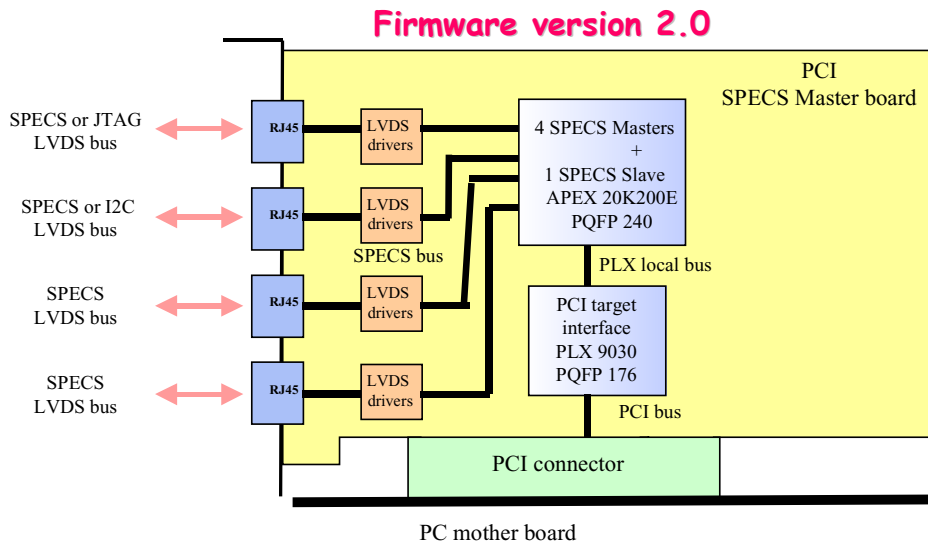 Firmware version 2.0
PCI
SPECS Master board
SPECS or JTAG
LVDS bus
RJ45
LVDS
drivers
4 SPECS Masters
+
1 SPECS Slave
APEX 20K200E
PQFP 240
SPECS or I2C
LVDS bus
RJ45
LVDS
drivers
SPECS bus
PLX local bus
SPECS
LVDS bus
RJ45
LVDS
drivers
PCI target
interface
PLX 9030
PQFP 176
SPECS
LVDS bus
RJ45
LVDS
drivers
PCI bus
PCI connector
PC mother board